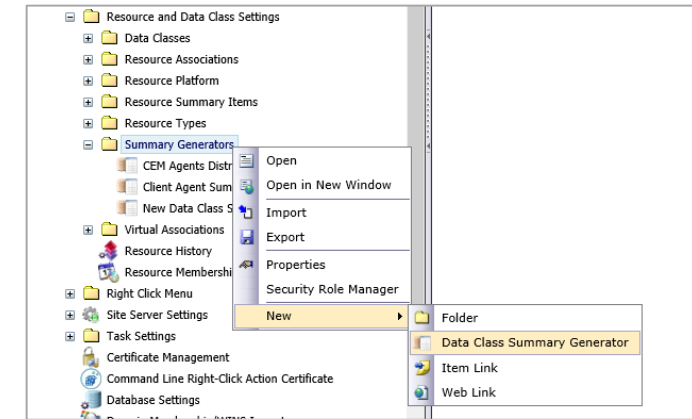 Resource and Data Class Settings
Data Classes
Resource Associations
Resource Platform
Resource Summary Items
Resource Types
Summary Generators
CEM Agents Distr
Client Agent Sum
New Data Class S
Virtual Associations
Resource History
Resource Membershi
Right Click Menu
Site Server Settings
Task Settings
Certificate Management
Command Line Right-Click Action Certificate
Database Settings
Open
Open in New Window
Import
Export
Properties
Security Role Manager
New
Folder
Data Class Summary Generator
Item Link
Web Link